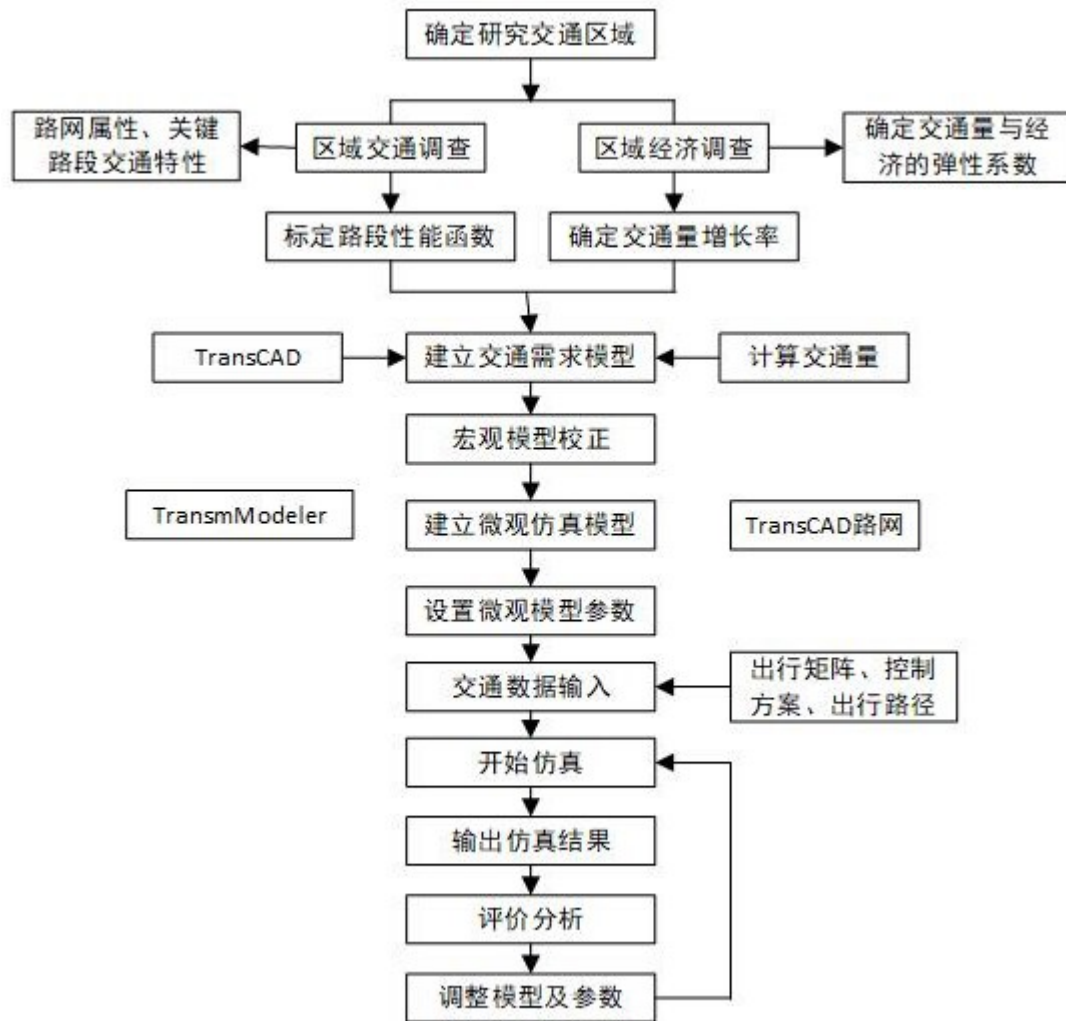 确定研究交通区域
路网属性、关键
路段交通特性
区域交通调查
区域经济调查
确定交通量与经
济的弹性系数
标定路段性能函数
确定交通量增长率
TransCAD
建立交通需求模型
计算交通量
宏观模型校正
TransmModeler
建立微观仿真模型
TransCAD路网
设置微观模型参数
交通数据输入
出行矩阵、控制
方案、出行路径
开始仿真
输出仿真结果
评价分析
调整模型及参数